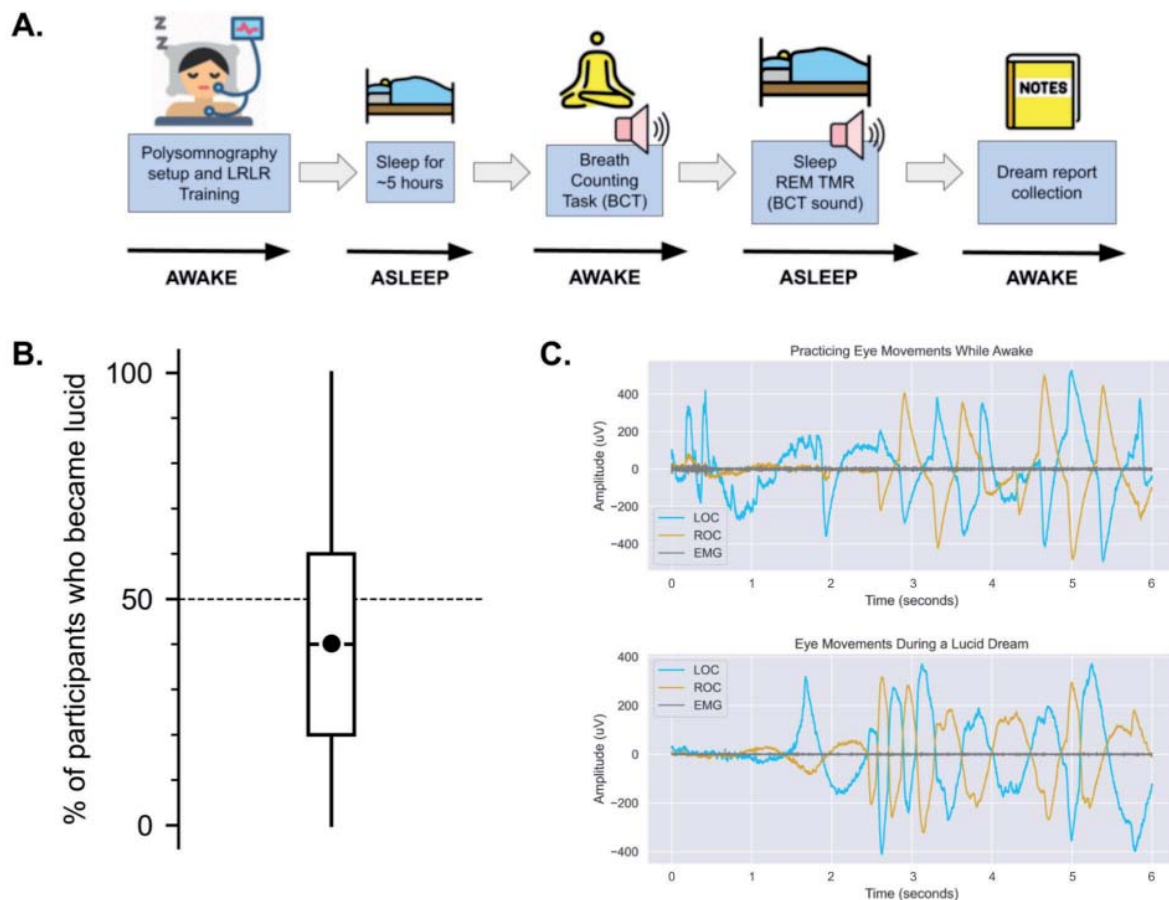 A.
z
z
NOTES
Polysomnography
setup and LRLR
Training
Sleep for
~5 hours
Breath
Counting
Task (BCT)
Sleep
REM TMR
(BCT sound)
Dream report
collection
AWAKE
ASLEEP
AWAKE
ASLEEP
AWAKE
B.
% of participants who became lucid
100
50
0
C.
Practicing Eye Movements While Awake
Amplitude (uV)
400
200
0
−200
−400
LOC
ROC
EMG
0 1 2 3 4 5 6
Time (seconds)
Eye Movements During a Lucid Dream
Amplitude (uV)
400
200
0
−200
−400
LOC
ROC
EMG
0 1 2 3 4 5 6
Time (seconds)